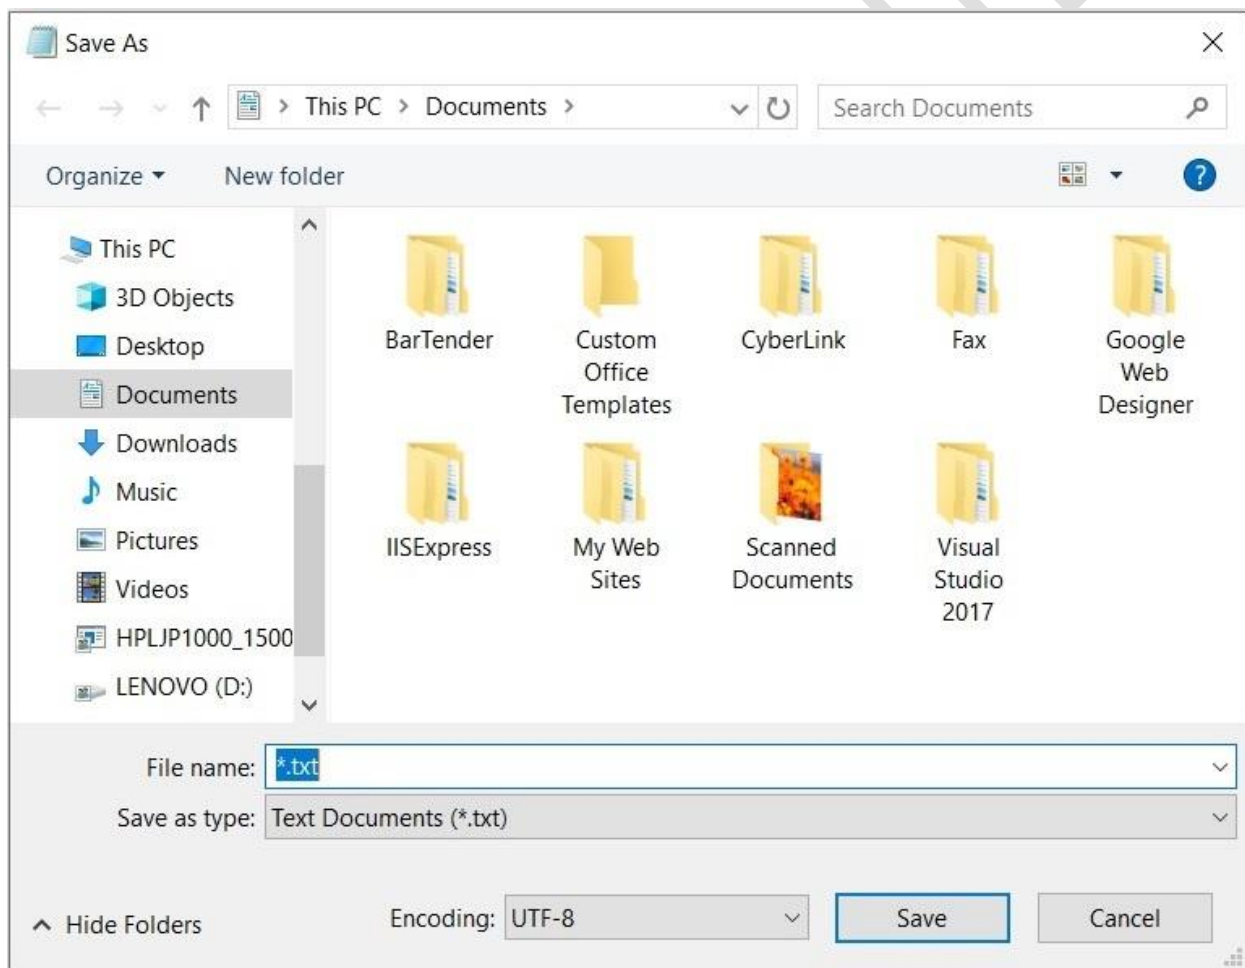 Save As
This PC > Documents >
Search Documents
Organize
New folder
?
This PC
3D Objects
Desktop
Documents
Downloads
Music
Pictures
Videos
HPLJP1000_1500
LENOVO (D:)
BarTender
Custom
Office
Templates
CyberLink
Fax
Google
Web
Designer
IISExpress
My Web
Sites
Scanned
Documents
Visual
Studio
2017
File name: *.txt
Save as type: Text Documents (*.txt)
Hide Folders
Encoding: UTF-8
Save
Cancel